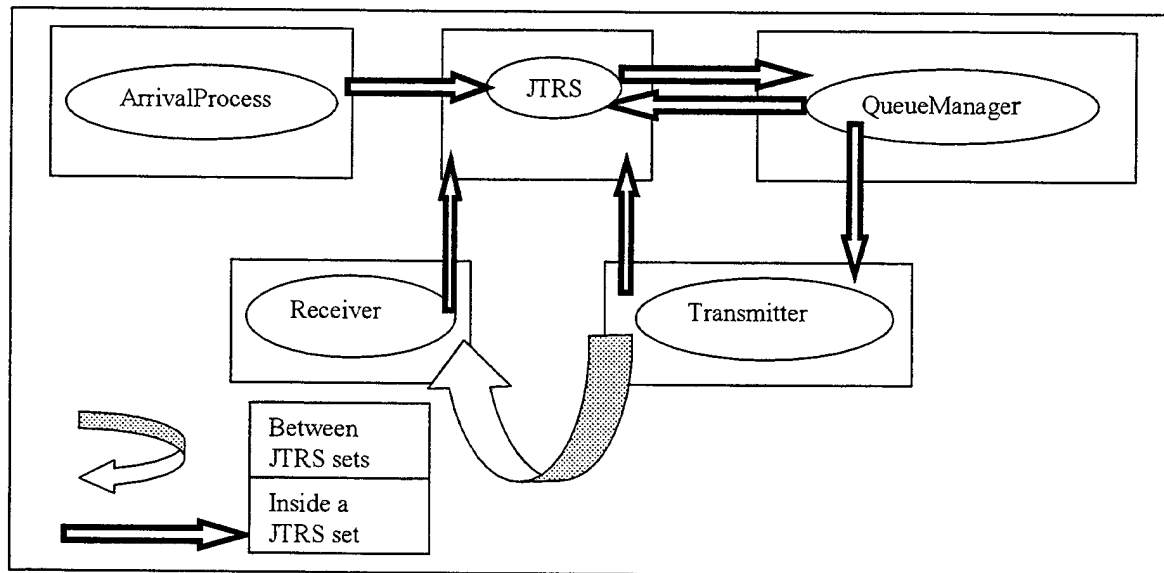 ArrivalProcess
JTRS
QueueManager
Receiver
Transmitter
Between
JTRS sets
Inside a
JTRS set